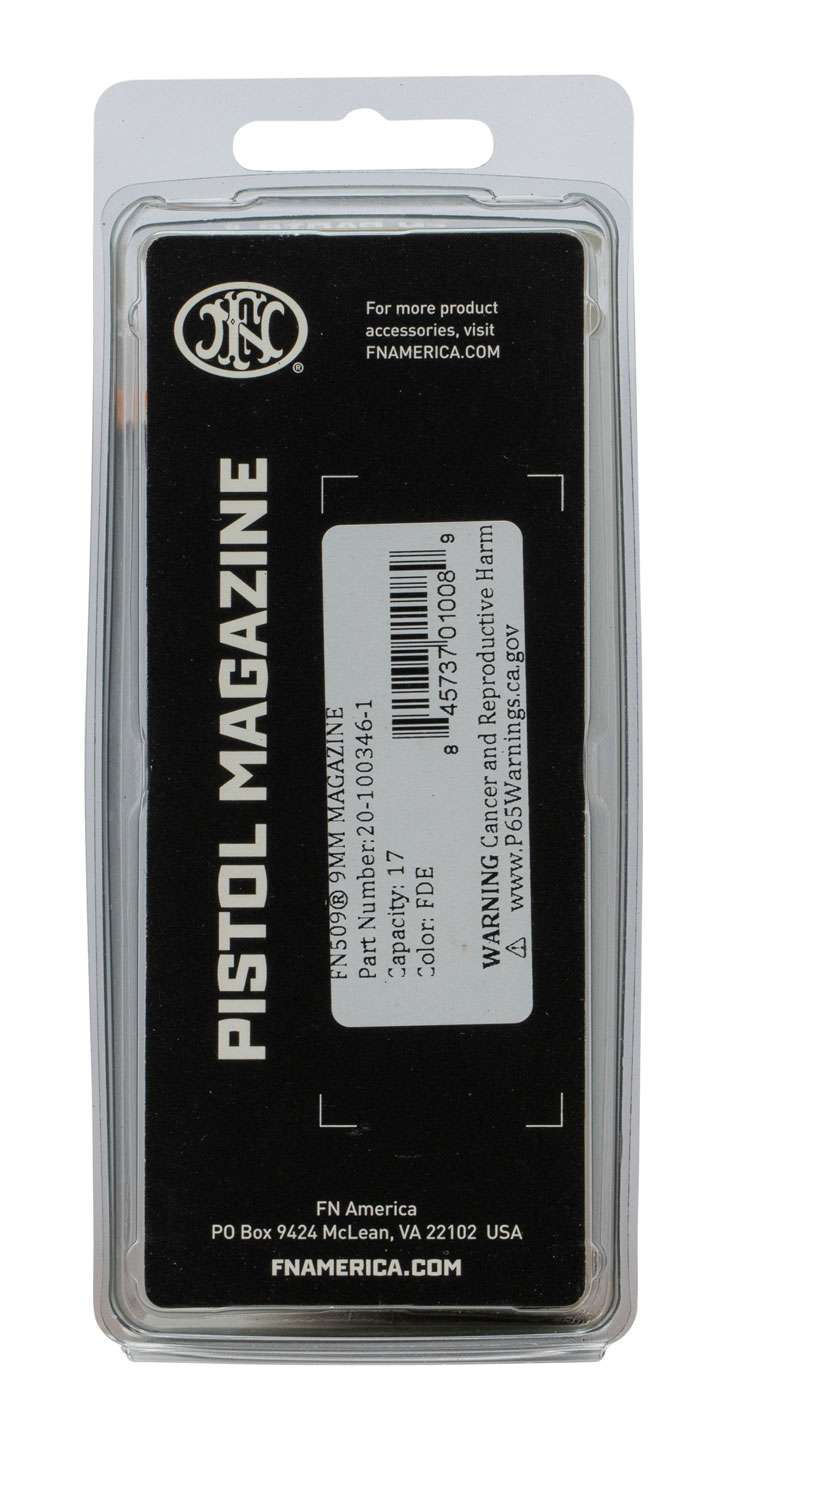 FN
®
For more product
accessories, visit
FNAMERICA.COM
PISTOL MAGAZINE
FN509® 9MM MAGAZINE
Part Number:20-100346-1
Capacity: 17
Color: FDE
8 45737 01008 9
WARNING Cancer and Reproductive Harm
⚠ www.P65Warnings.ca.gov
FN America
PO Box 9424 McLean, VA 22102 USA
FNAMERICA.COM